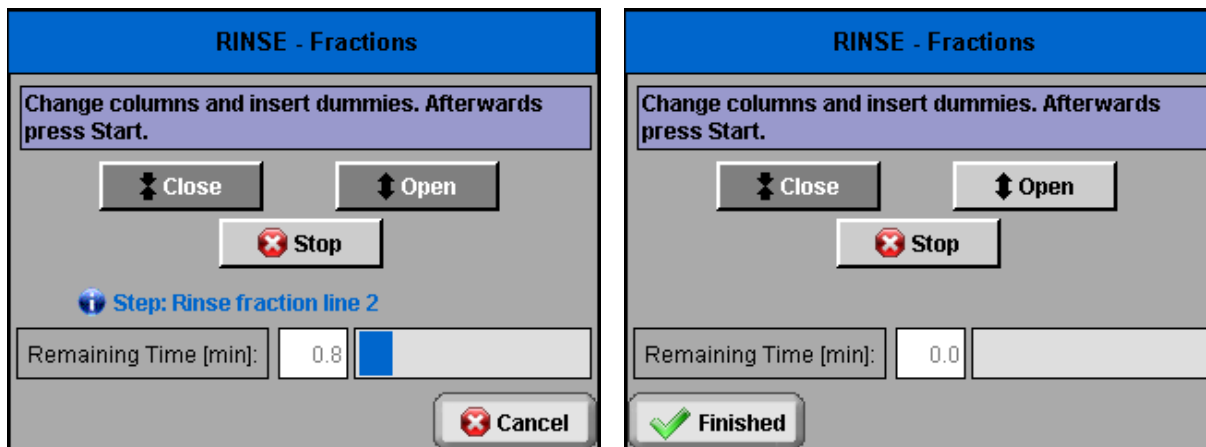 RINSE - Fractions
Change columns and insert dummies. Afterwards
press Start.
Close
Open
Stop
Step: Rinse fraction line 2
Remaining Time [min]:
0.8
Cancel
RINSE - Fractions
Change columns and insert dummies. Afterwards
press Start.
Close
Open
Stop
Remaining Time [min]:
0.0
Finished